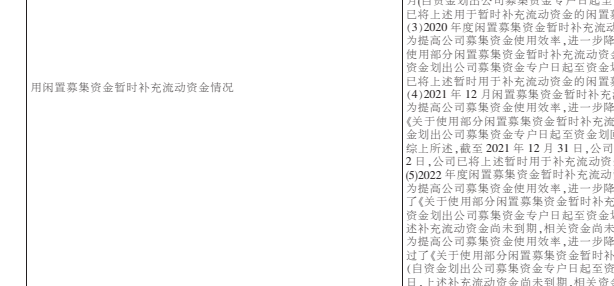 月(自资金划出公司募集资金专户日起至
已将上述用于暂时补充流动资金的闲置募
(3)2020 年度闲置募集资金暂时补充流动
为提高公司募集资金使用效率,进一步降
使用部分闲置募集资金暂时补充流动资金
资金划出公司募集资金专户日起至资金划
已将上述暂时用于补充流动资金的闲置募
用闲置募集资金暂时补充流动资金情况
(4)2021 年 12 月闲置募集资金暂时补充流
为提高公司募集资金使用效率,进一步降
《关于使用部分闲置募集资金暂时补充流
金划出公司募集资金专户日起至资金划回
综上所述,截至 2021 年 12 月 31 日,公司
2 日,公司已将上述暂时用于补充流动资
(5)2022 年度闲置募集资金暂时补充流动
为提高公司募集资金使用效率,进一步降
了《关于使用部分闲置募集资金暂时补充
资金划出公司募集资金专户日起至资金划
述补充流动资金尚未到期,相关资金尚未
为提高公司募集资金使用效率,进一步降
过了《关于使用部分闲置募集资金暂时补
(自资金划出公司募集资金专户日起至资
日,上述补充流动资金尚未到期,相关资金